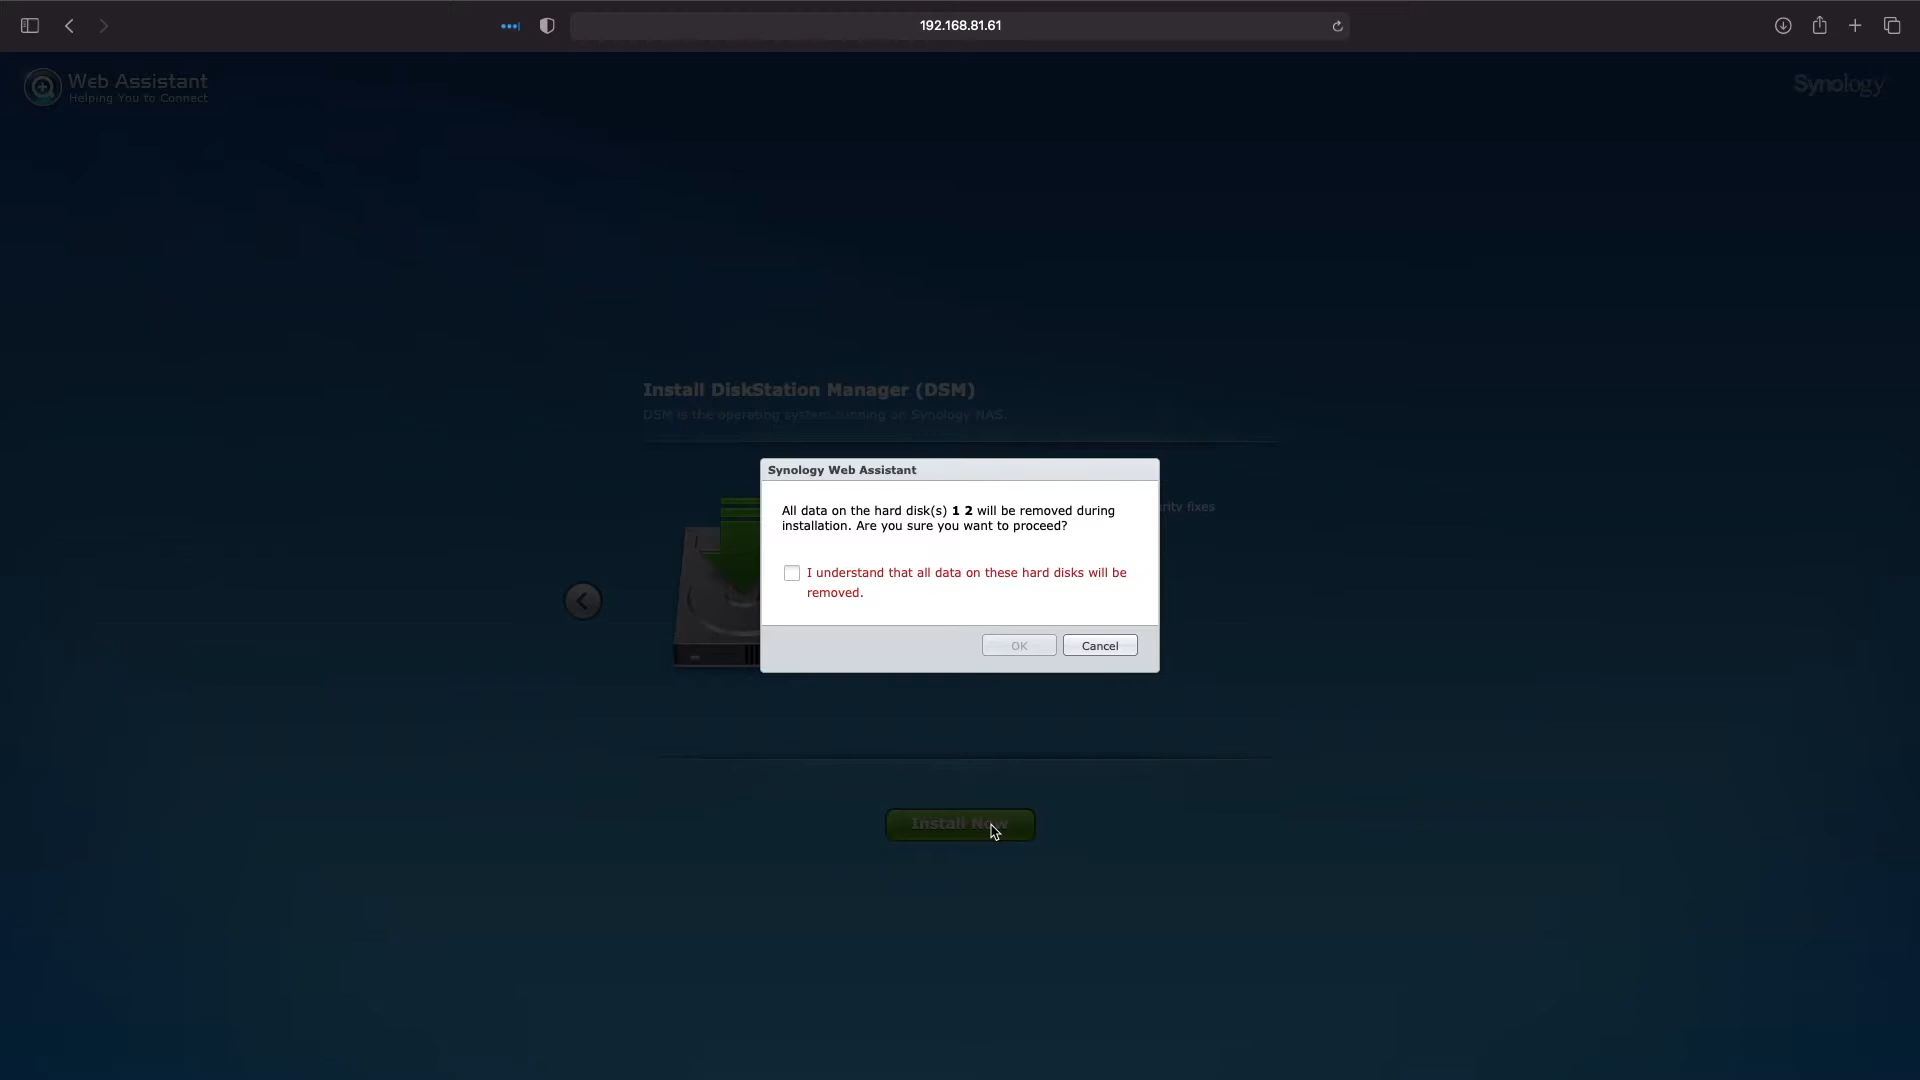 192.168.81.61
Web Assistant
Helping You to Connect
Synology
Install DiskStation Manager (DSM)
DSM is the operating system running on Synology NAS.
Synology Web Assistant
All data on the hard disk(s) 1 2 will be removed during
installation. Are you sure you want to proceed?
fixes
I understand that all data on these hard disks will be
removed.
OK
Cancel
Install Now